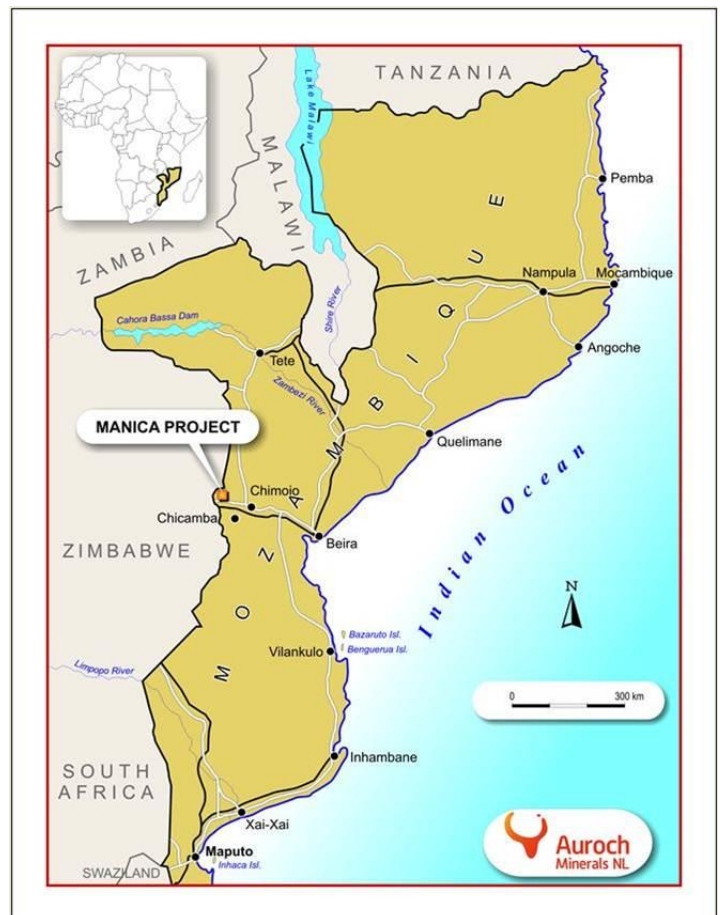 TANZANIA
Lake Malawi
MALAWI
ZAMBIA
Pemba
Nampula
Moçambique
Shire River
Cahora Bassa Dam
Angoche
Tete
Zambezi River
MANICA PROJECT
Quelimane
MOZAMBIQUE
Chimoio
Chicamba
Beira
ZIMBABWE
Indian Ocean
N
Bazaruto Isl.
Vilankulo
Benguerua Isl.
Limpopo River
0 300 km
Inhambane
SOUTH
AFRICA
Xai-Xai
Maputo
Inhaca Isl.
SWAZILAND
Auroch
Minerals NL